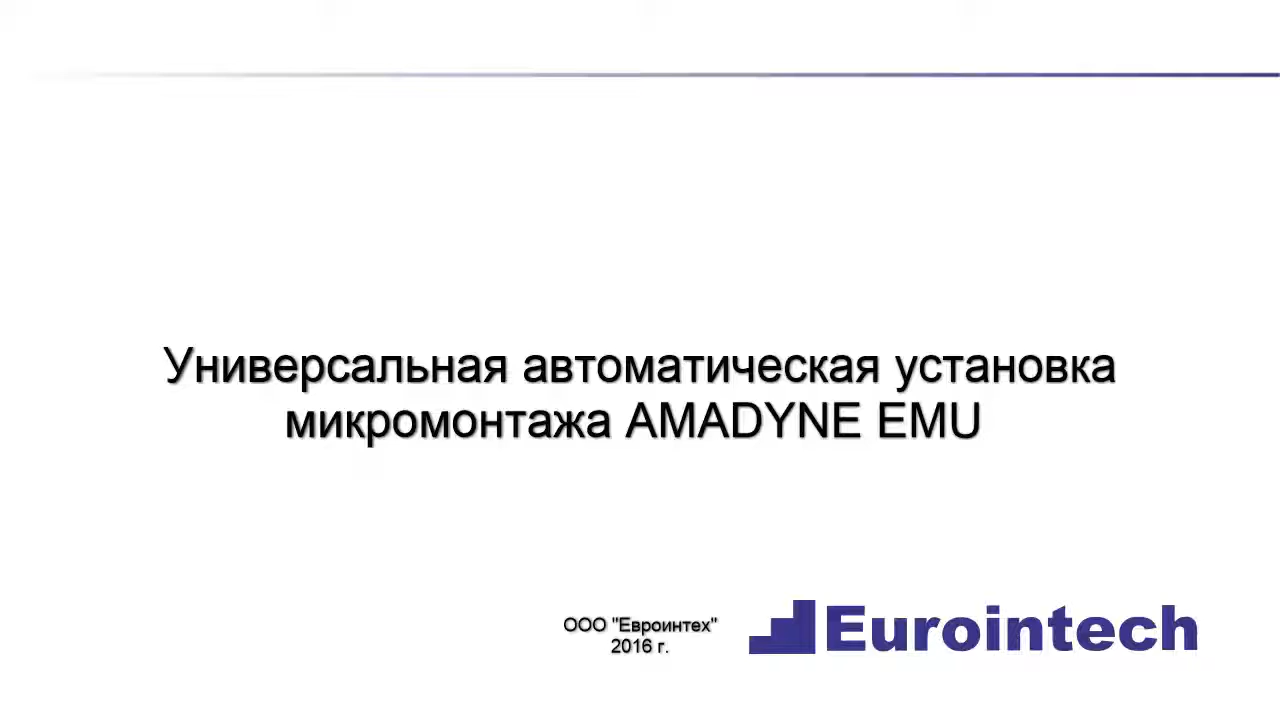 Универсальная автоматическая установка
микромонтажа AMADYNE EMU
ООО "Евроинтех"
2016 г.
Eurointech